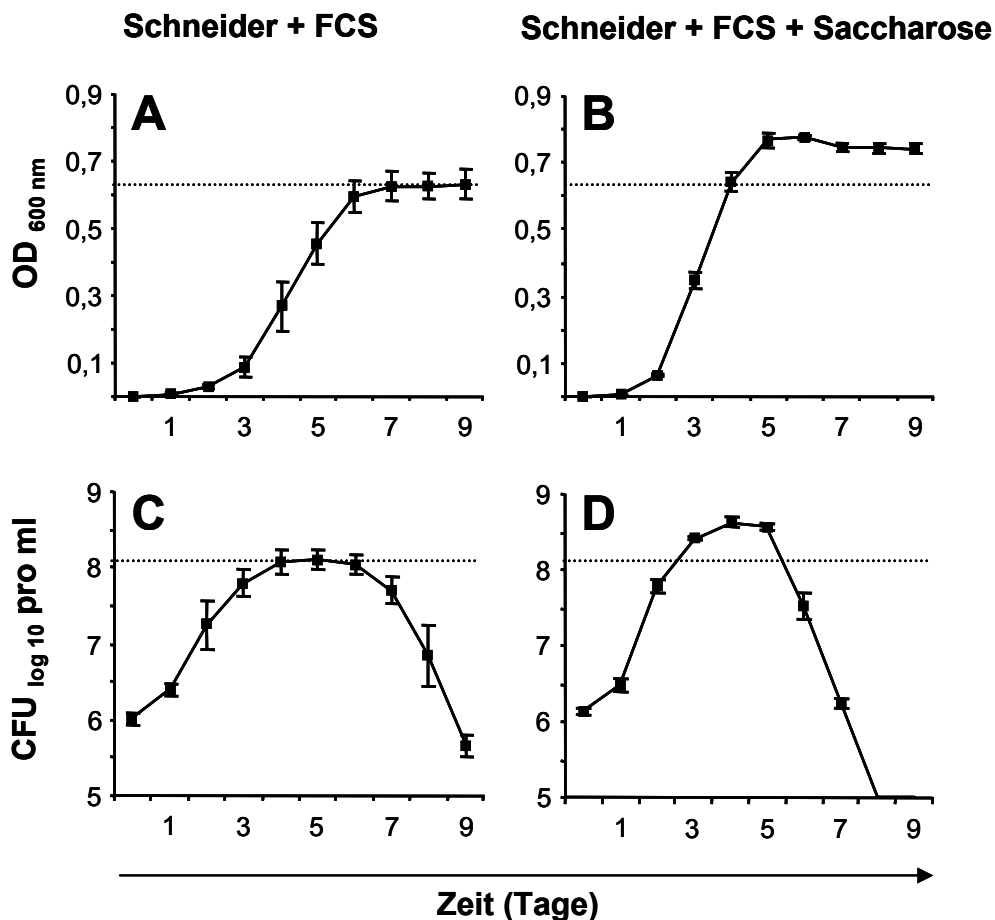 Schneider + FCS
Schneider + FCS + Saccharose
A
B
OD 600 nm
0,9
0,7
0,5
0,3
0,1
1 3 5 7 9
0,9
0,7
0,5
0,3
0,1
1 3 5 7 9
C
D
CFU log 10 pro ml
9
8
7
6
5
1 3 5 7 9
9
8
7
6
5
1 3 5 7 9
Zeit (Tage)